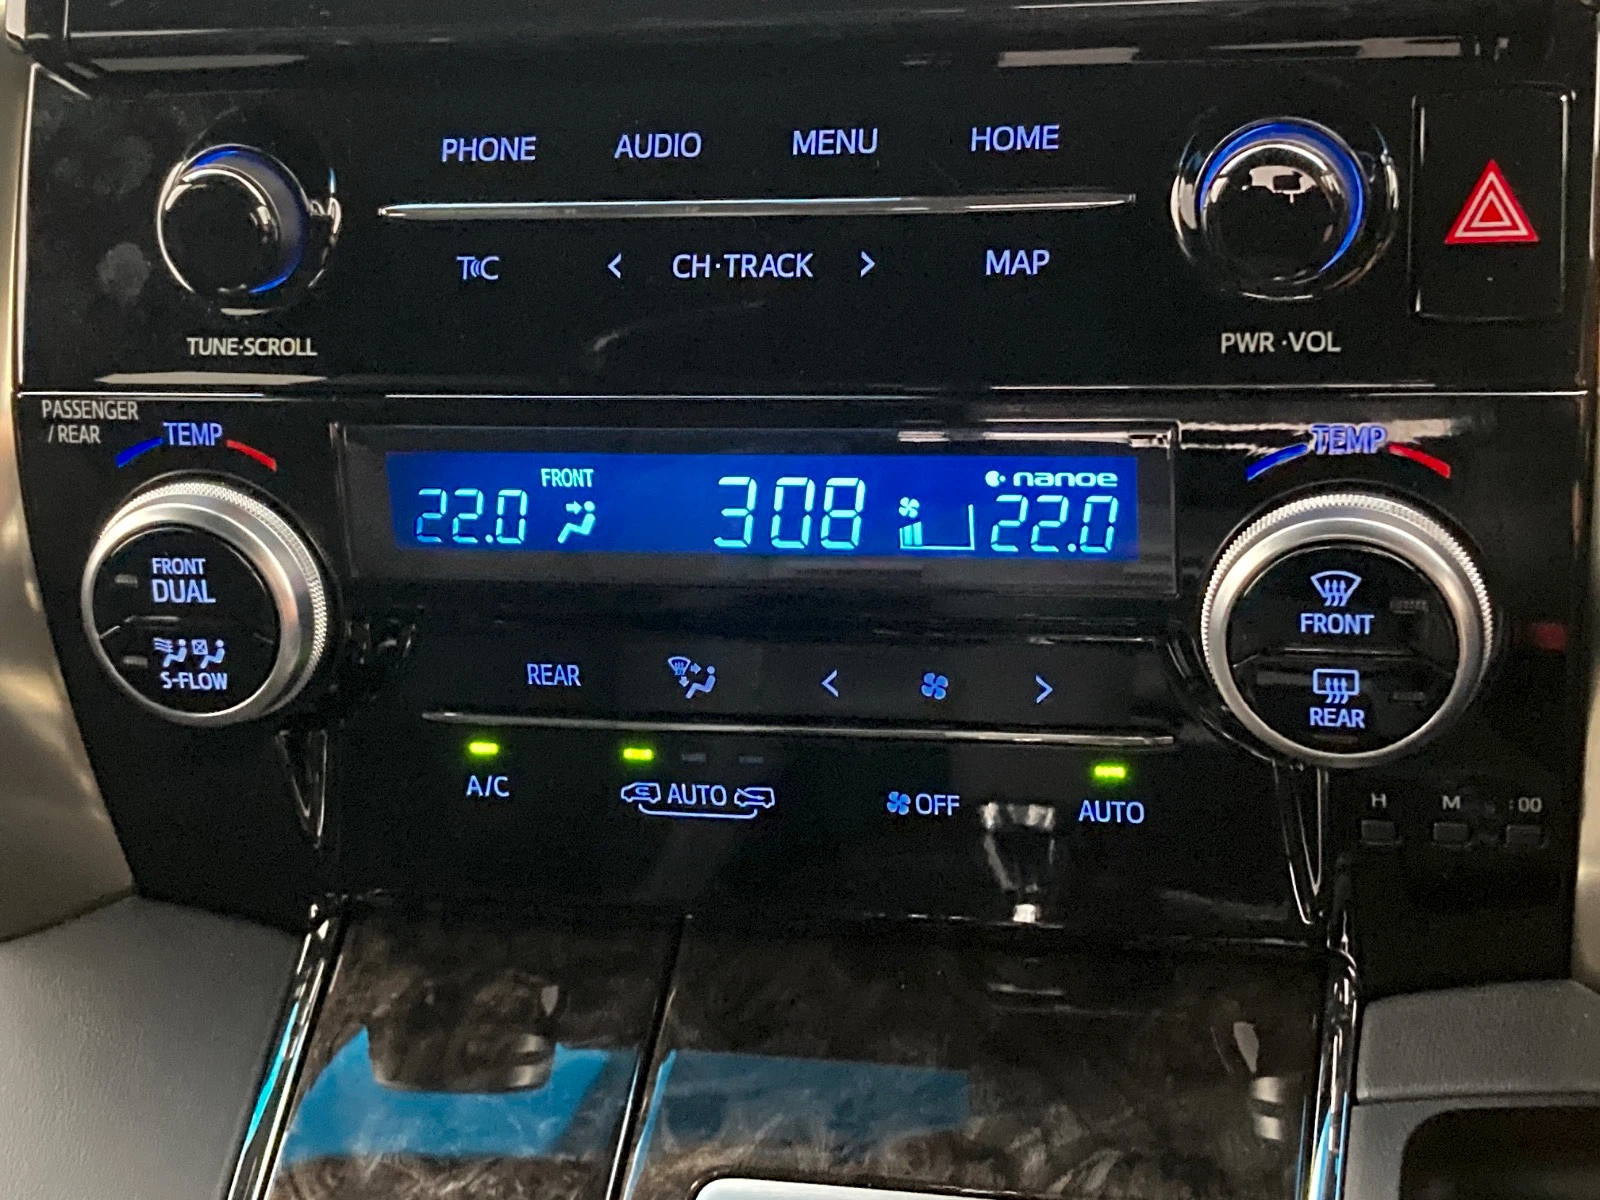 PHONE AUDIO MENU HOME
T CH·TRACK MAP
TUNE·SCROLL PWR·VOL
PASSENGER
/REAR
TEMP
TEMP
FRONT nanoe
22.0 308 22.0
FRONT
DUAL
S-FLOW
FRONT
REAR
REAR
A/C AUTO OFF AUTO
H M :00